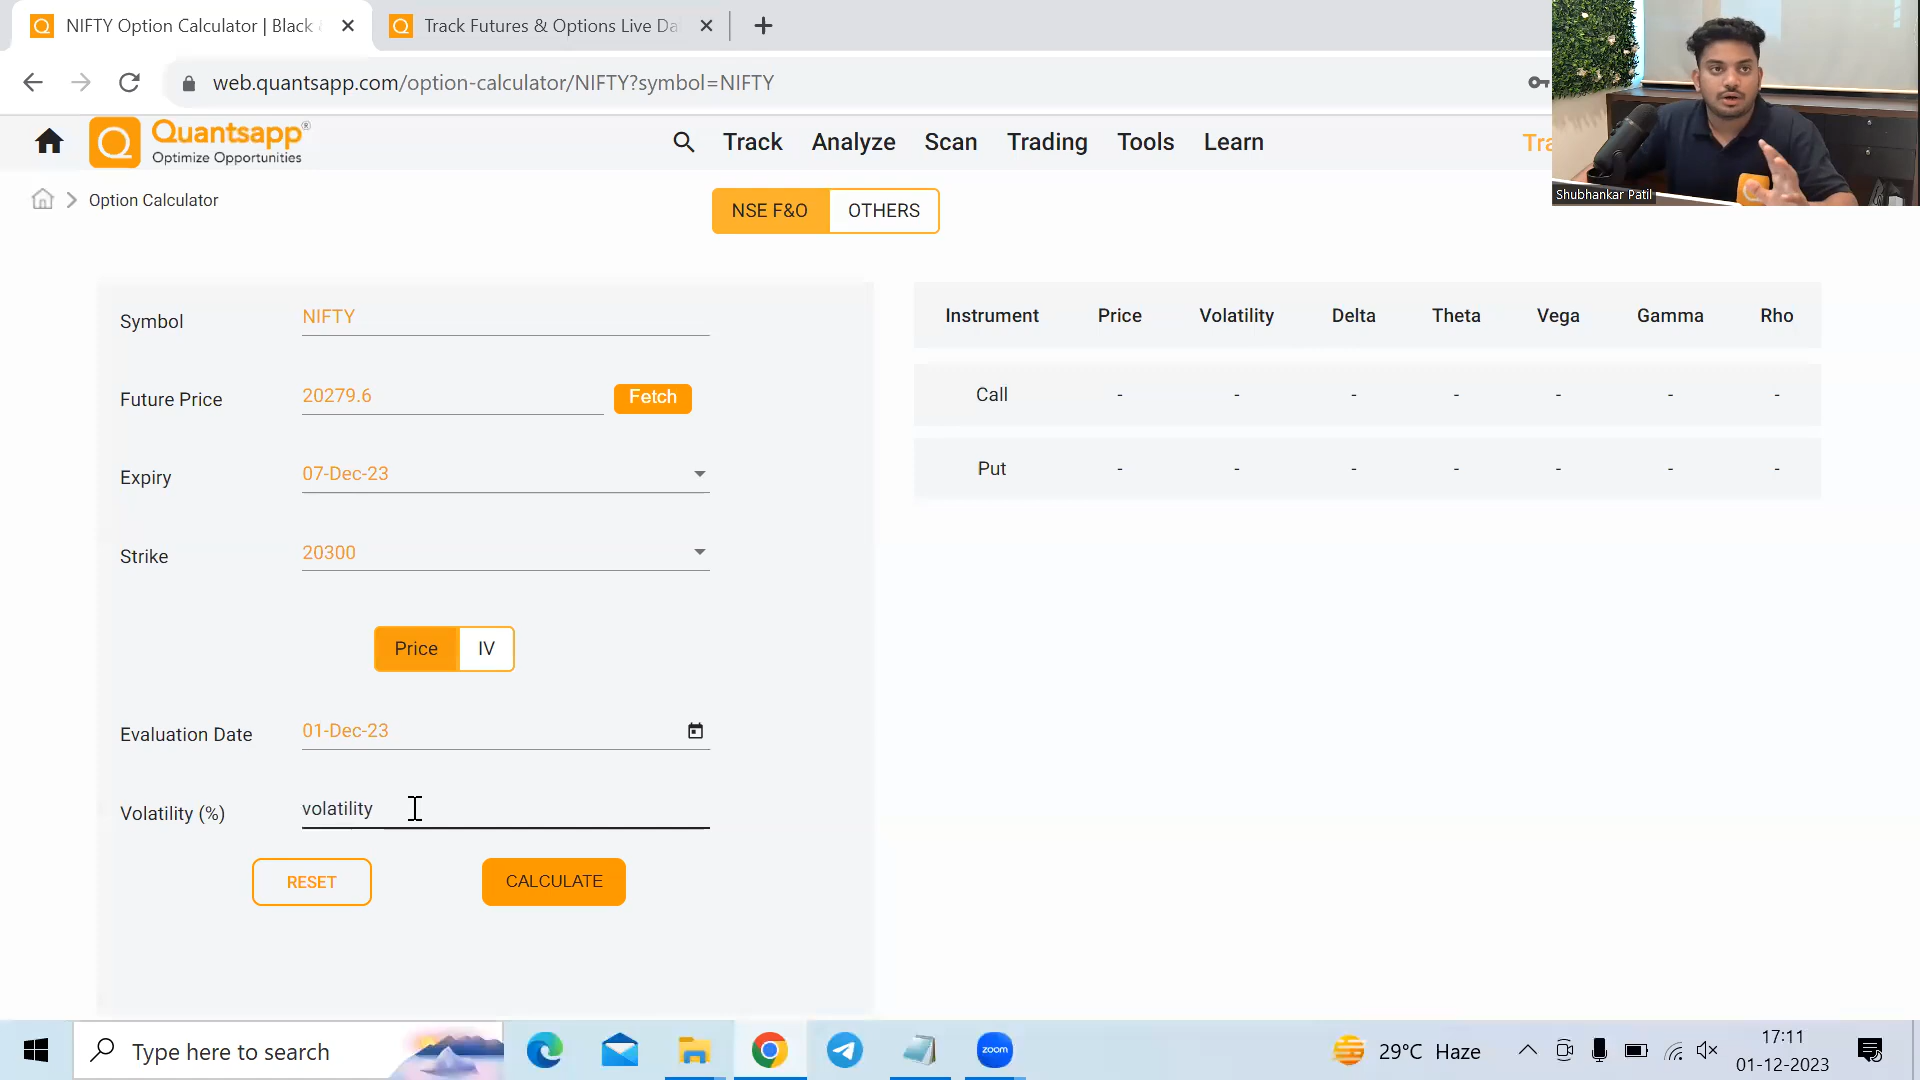 NIFTY Option Calculator | Black &
Track Futures & Options Live Da
web.quantsapp.com/option-calculator/NIFTY?symbol=NIFTY
Quantsapp®
Optimize Opportunities
Track
Analyze
Scan
Trading
Tools
Learn
Tra
Shubhankar Patil
Option Calculator
NSE F&O
OTHERS
Symbol NIFTY
Future Price 20279.6 Fetch
Expiry 07-Dec-23
Strike 20300
Price IV
Evaluation Date 01-Dec-23
Volatility (%) volatility
RESET CALCULATE
Instrument Price Volatility Delta Theta Vega Gamma Rho
Call - - - - - - -
Put - - - - - - -
Type here to search
zoom
29°C Haze
17:11
01-12-2023